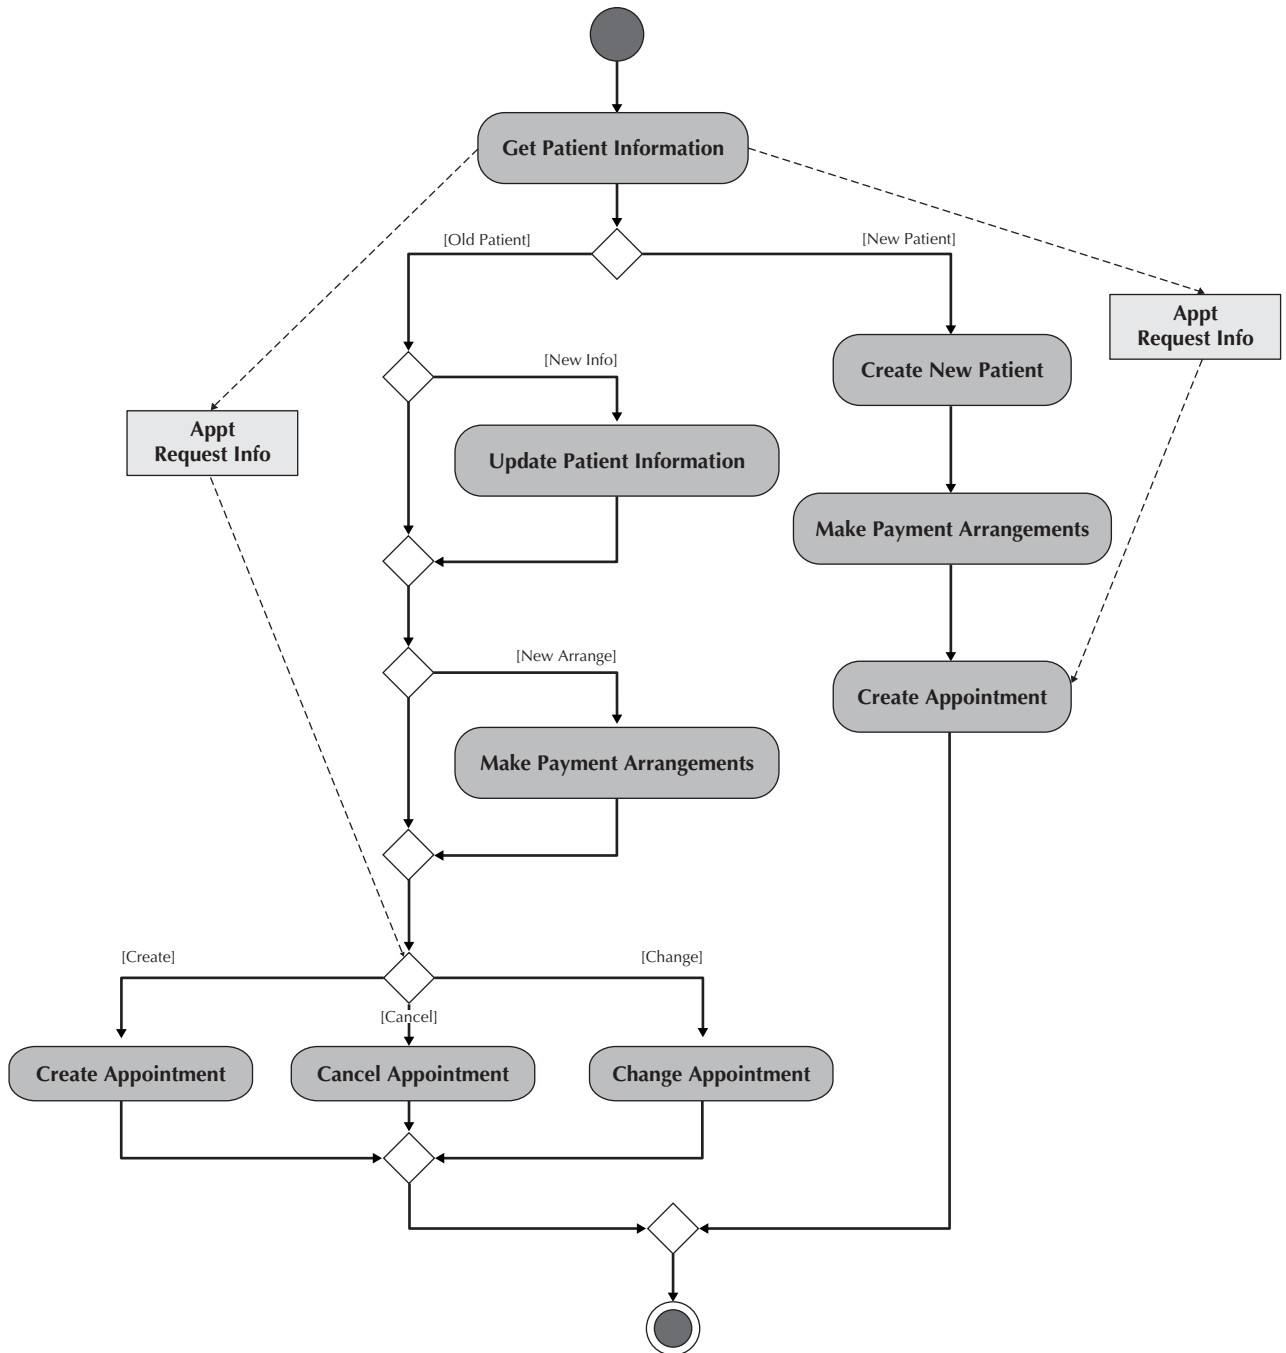 Get Patient Information
[Old Patient]
[New Patient]
Appt
Request Info
[New Info]
Create New Patient
Appt
Request Info
Update Patient Information
Make Payment Arrangements
[New Arrange]
Create Appointment
Make Payment Arrangements
[Create]
[Change]
[Cancel]
Create Appointment
Cancel Appointment
Change Appointment